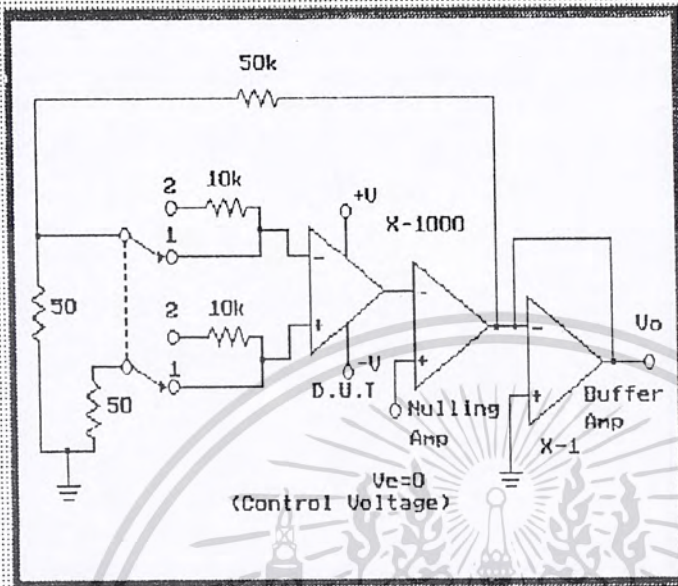 50k
2 10k
+V
X-1000
1
50
2 10k
1
50
-V
D.U.T
Nulling
Amp
Vo
Buffer
Amp
X-1
Vc=0
(Control Voltage)